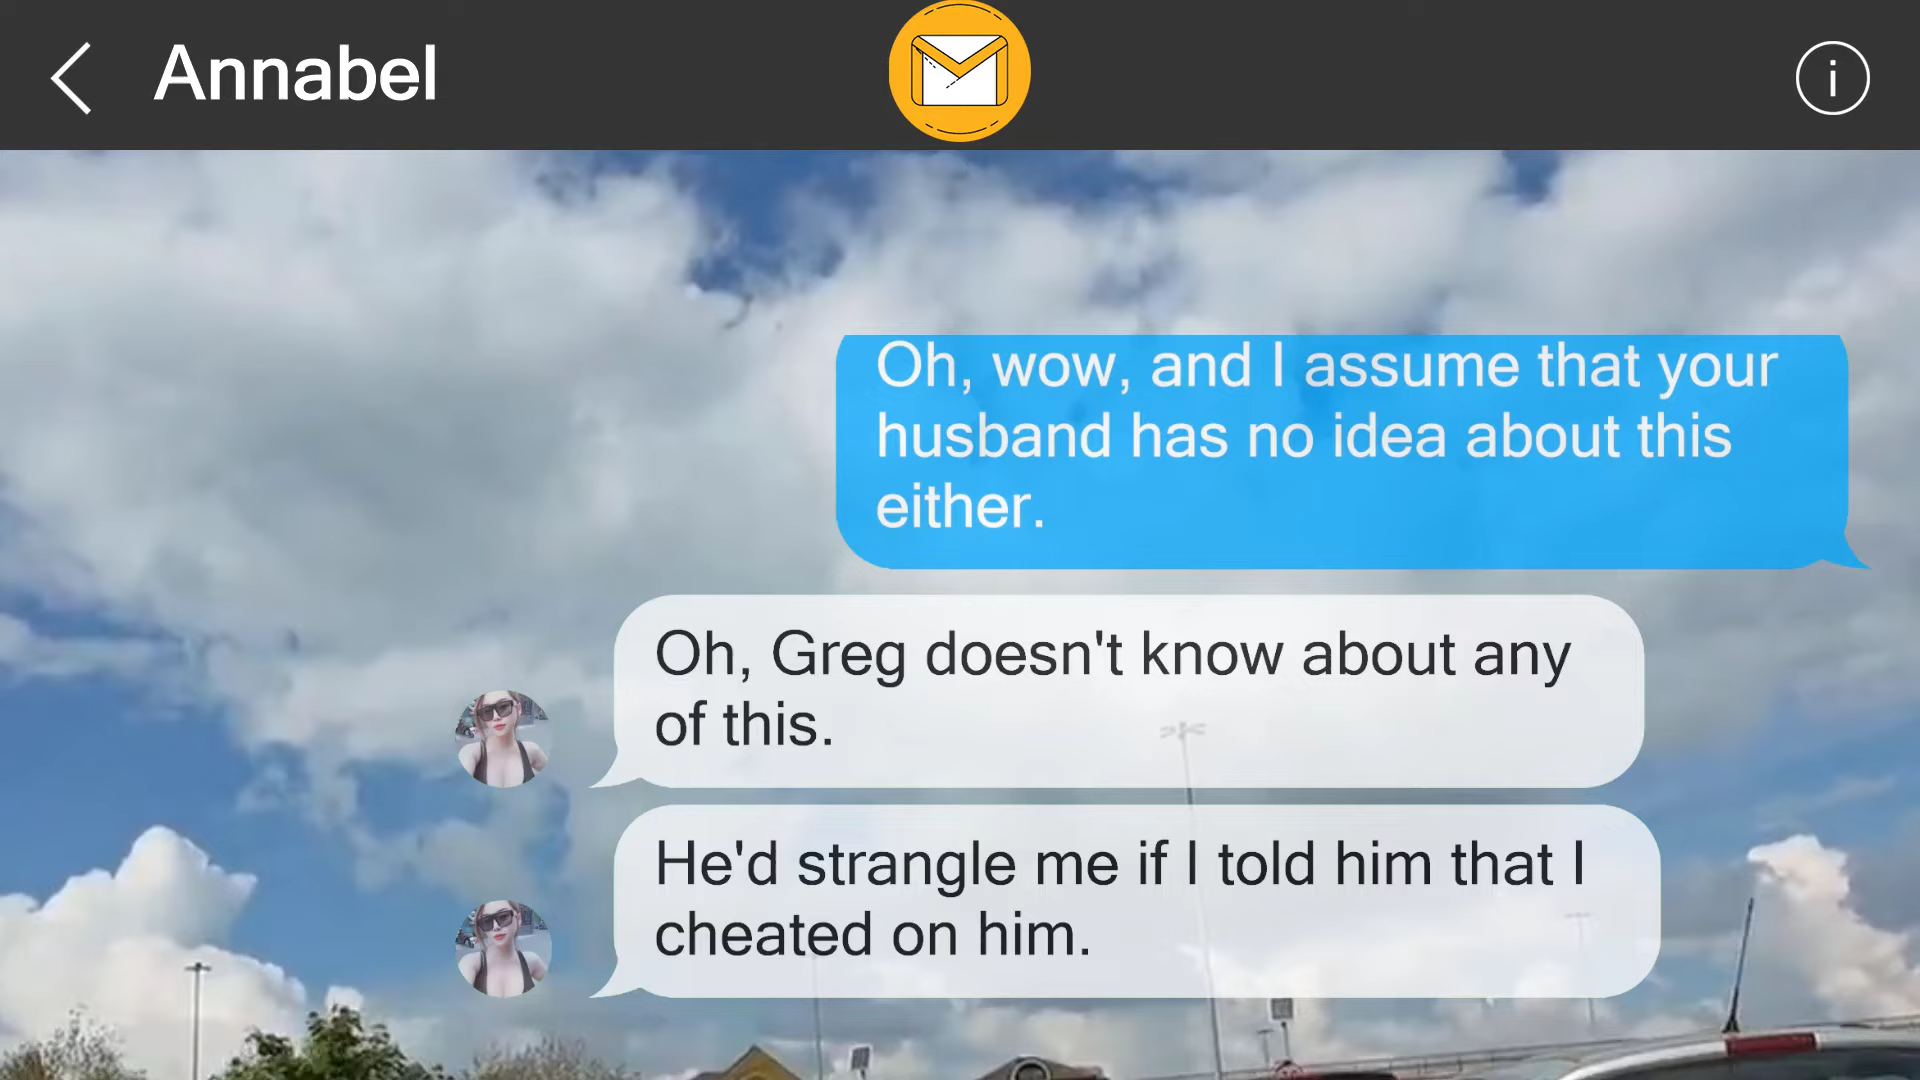 Annabel
i
Oh, wow, and I assume that your
husband has no idea about this
either.
Oh, Greg doesn't know about any
of this.
He'd strangle me if I told him that I
cheated on him.